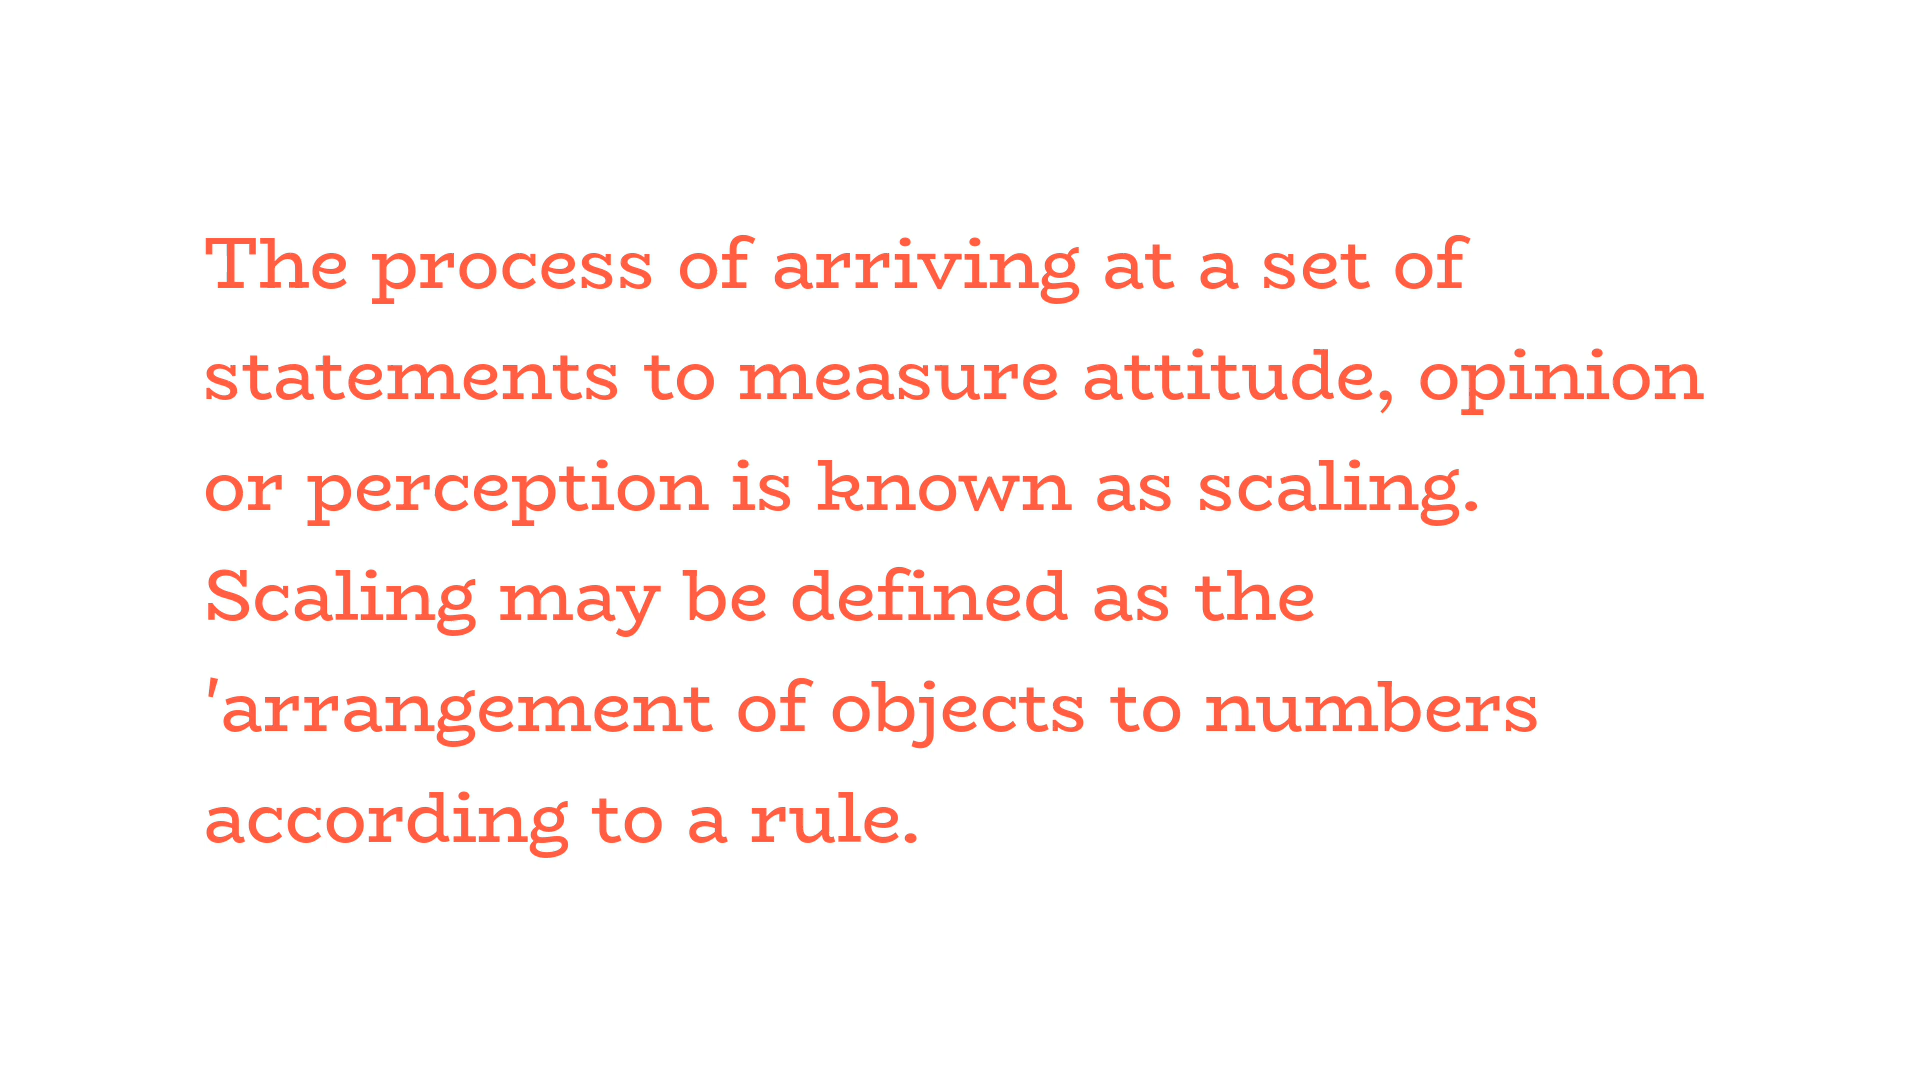 The process of arriving at a set of
statements to measure attitude, opinion
or perception is known as scaling.
Scaling may be defined as the
'arrangement of objects to numbers
according to a rule.